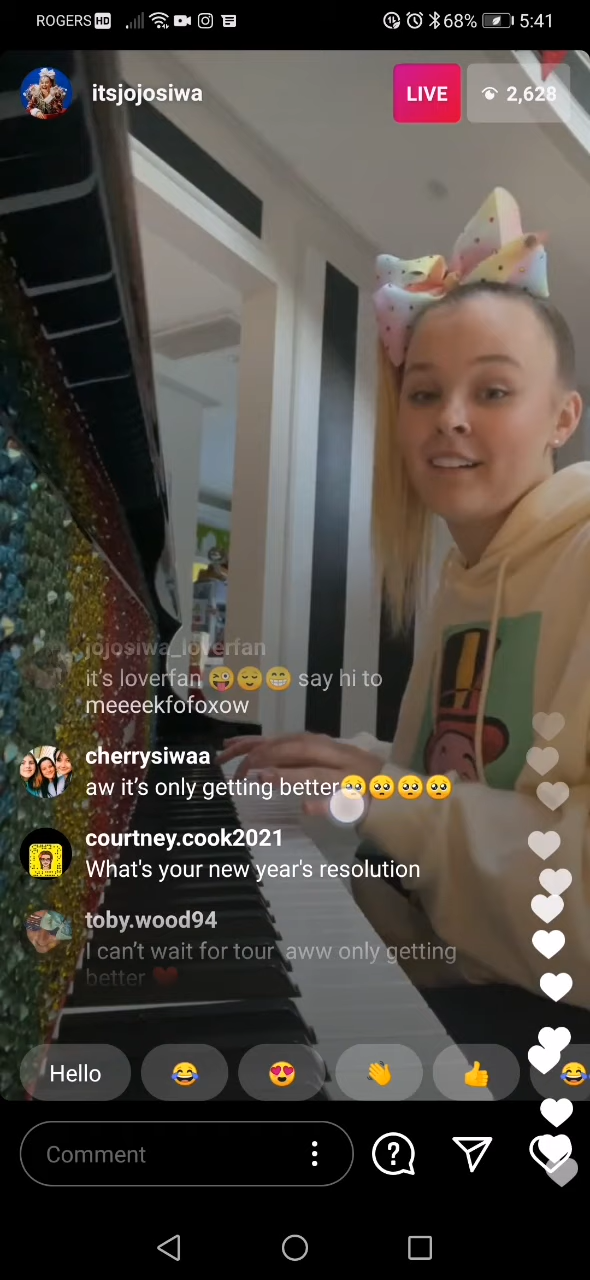 ROGERS HD 68% 5:41
itsjojosiwa LIVE 2,628
jojosiwa_loverfan
it's loverfan 😜😌😁 say hi to
meeeekfofoxow
cherrysiwaa
aw it's only getting better🥺🥺🥺🥺
courtney.cook2021
What's your new year's resolution
toby.wood94
I can't wait for tour aww only getting
better ❤️
Hello 😂 😍 👋 👍 😂
Comment